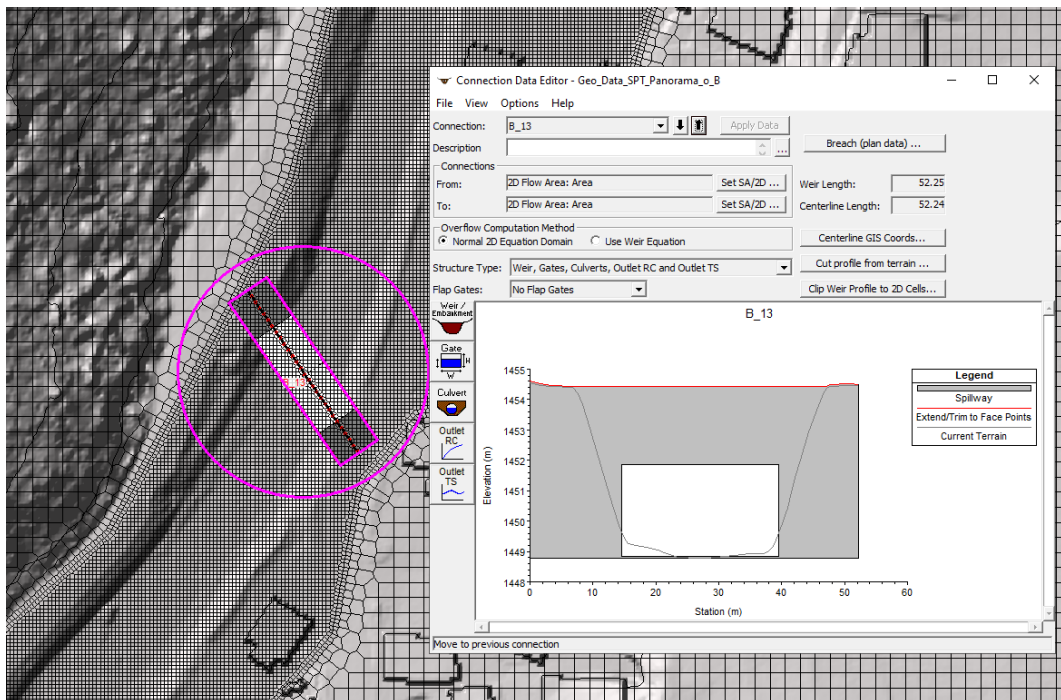 Connection Data Editor - Geo_Data_SPT_Panorama_o_B
File View Options Help
Connection: B_13 Apply Data
Description ... Breach (plan data) ...
Connections
From: 2D Flow Area: Area Set SA/2D ... Weir Length: 52.25
To: 2D Flow Area: Area Set SA/2D ... Centerline Length: 52.24
Overflow Computation Method
Normal 2D Equation Domain Use Weir Equation Centerline GIS Coords...
Structure Type: Weir, Gates, Culverts, Outlet RC and Outlet TS Cut profile from terrain ...
Flap Gates: No Flap Gates Clip Weir Profile to 2D Cells...
Weir /
Embankment
Gate
H
W
Culvert
Outlet
RC
Outlet
TS
B_13
1455
1454
1453
1452
1451
1450
1449
1448
Elevation (m)
0 10 20 30 40 50 60
Station (m)
Legend
Spillway
Extend/Trim to Face Points
Current Terrain
Move to previous connection
B_13